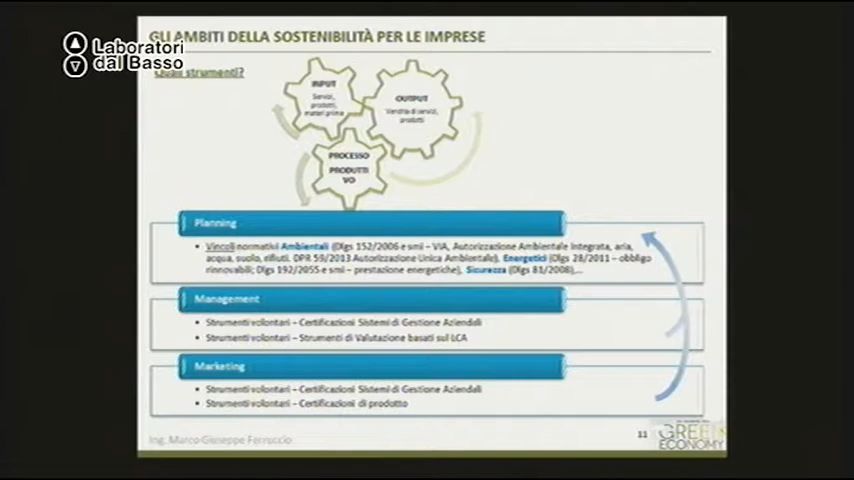 GLI AMBITI DELLA SOSTENIBILITÀ PER LE IMPRESE
Laboratori
dal Basso
Quali strumenti?
INPUT
Servizi,
prodotti,
materi prime
OUTPUT
Vendita di servizi,
prodotti
PROCESSO
PRODUTTI
VO
Planning
• Vincoli normativi Ambientali (Dlgs 152/2006 e smi – VIA, Autorizzazione Ambientale Integrata, aria,
acqua, suolo, rifiuti. DPR 59/2013 Autorizzazione Unica Ambientale), Energetici (Dlgs 28/2011 – obbligo
rinnovabili; Dlgs 192/2055 e smi – prestazione energetiche), Sicurezza (Dlgs 81/2008),...
Management
• Strumenti volontari – Certificazioni Sistemi di Gestione Aziendali
• Strumenti volontari – Strumenti di Valutazione basati sul LCA
Marketing
• Strumenti volontari – Certificazioni Sistemi di Gestione Aziendali
• Strumenti volontari – Certificazioni di prodotto
Ing. Marco Giuseppe Ferruccio
11
GREEN
ECONOMY